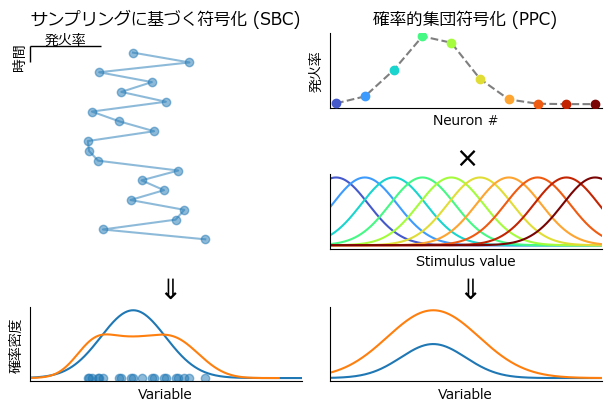 サンプリングに基づく符号化 (SBC)
発火率
時間
⇓
確率密度
Variable
確率的集団符号化 (PPC)
発火率
Neuron #
×
Stimulus value
⇓
Variable